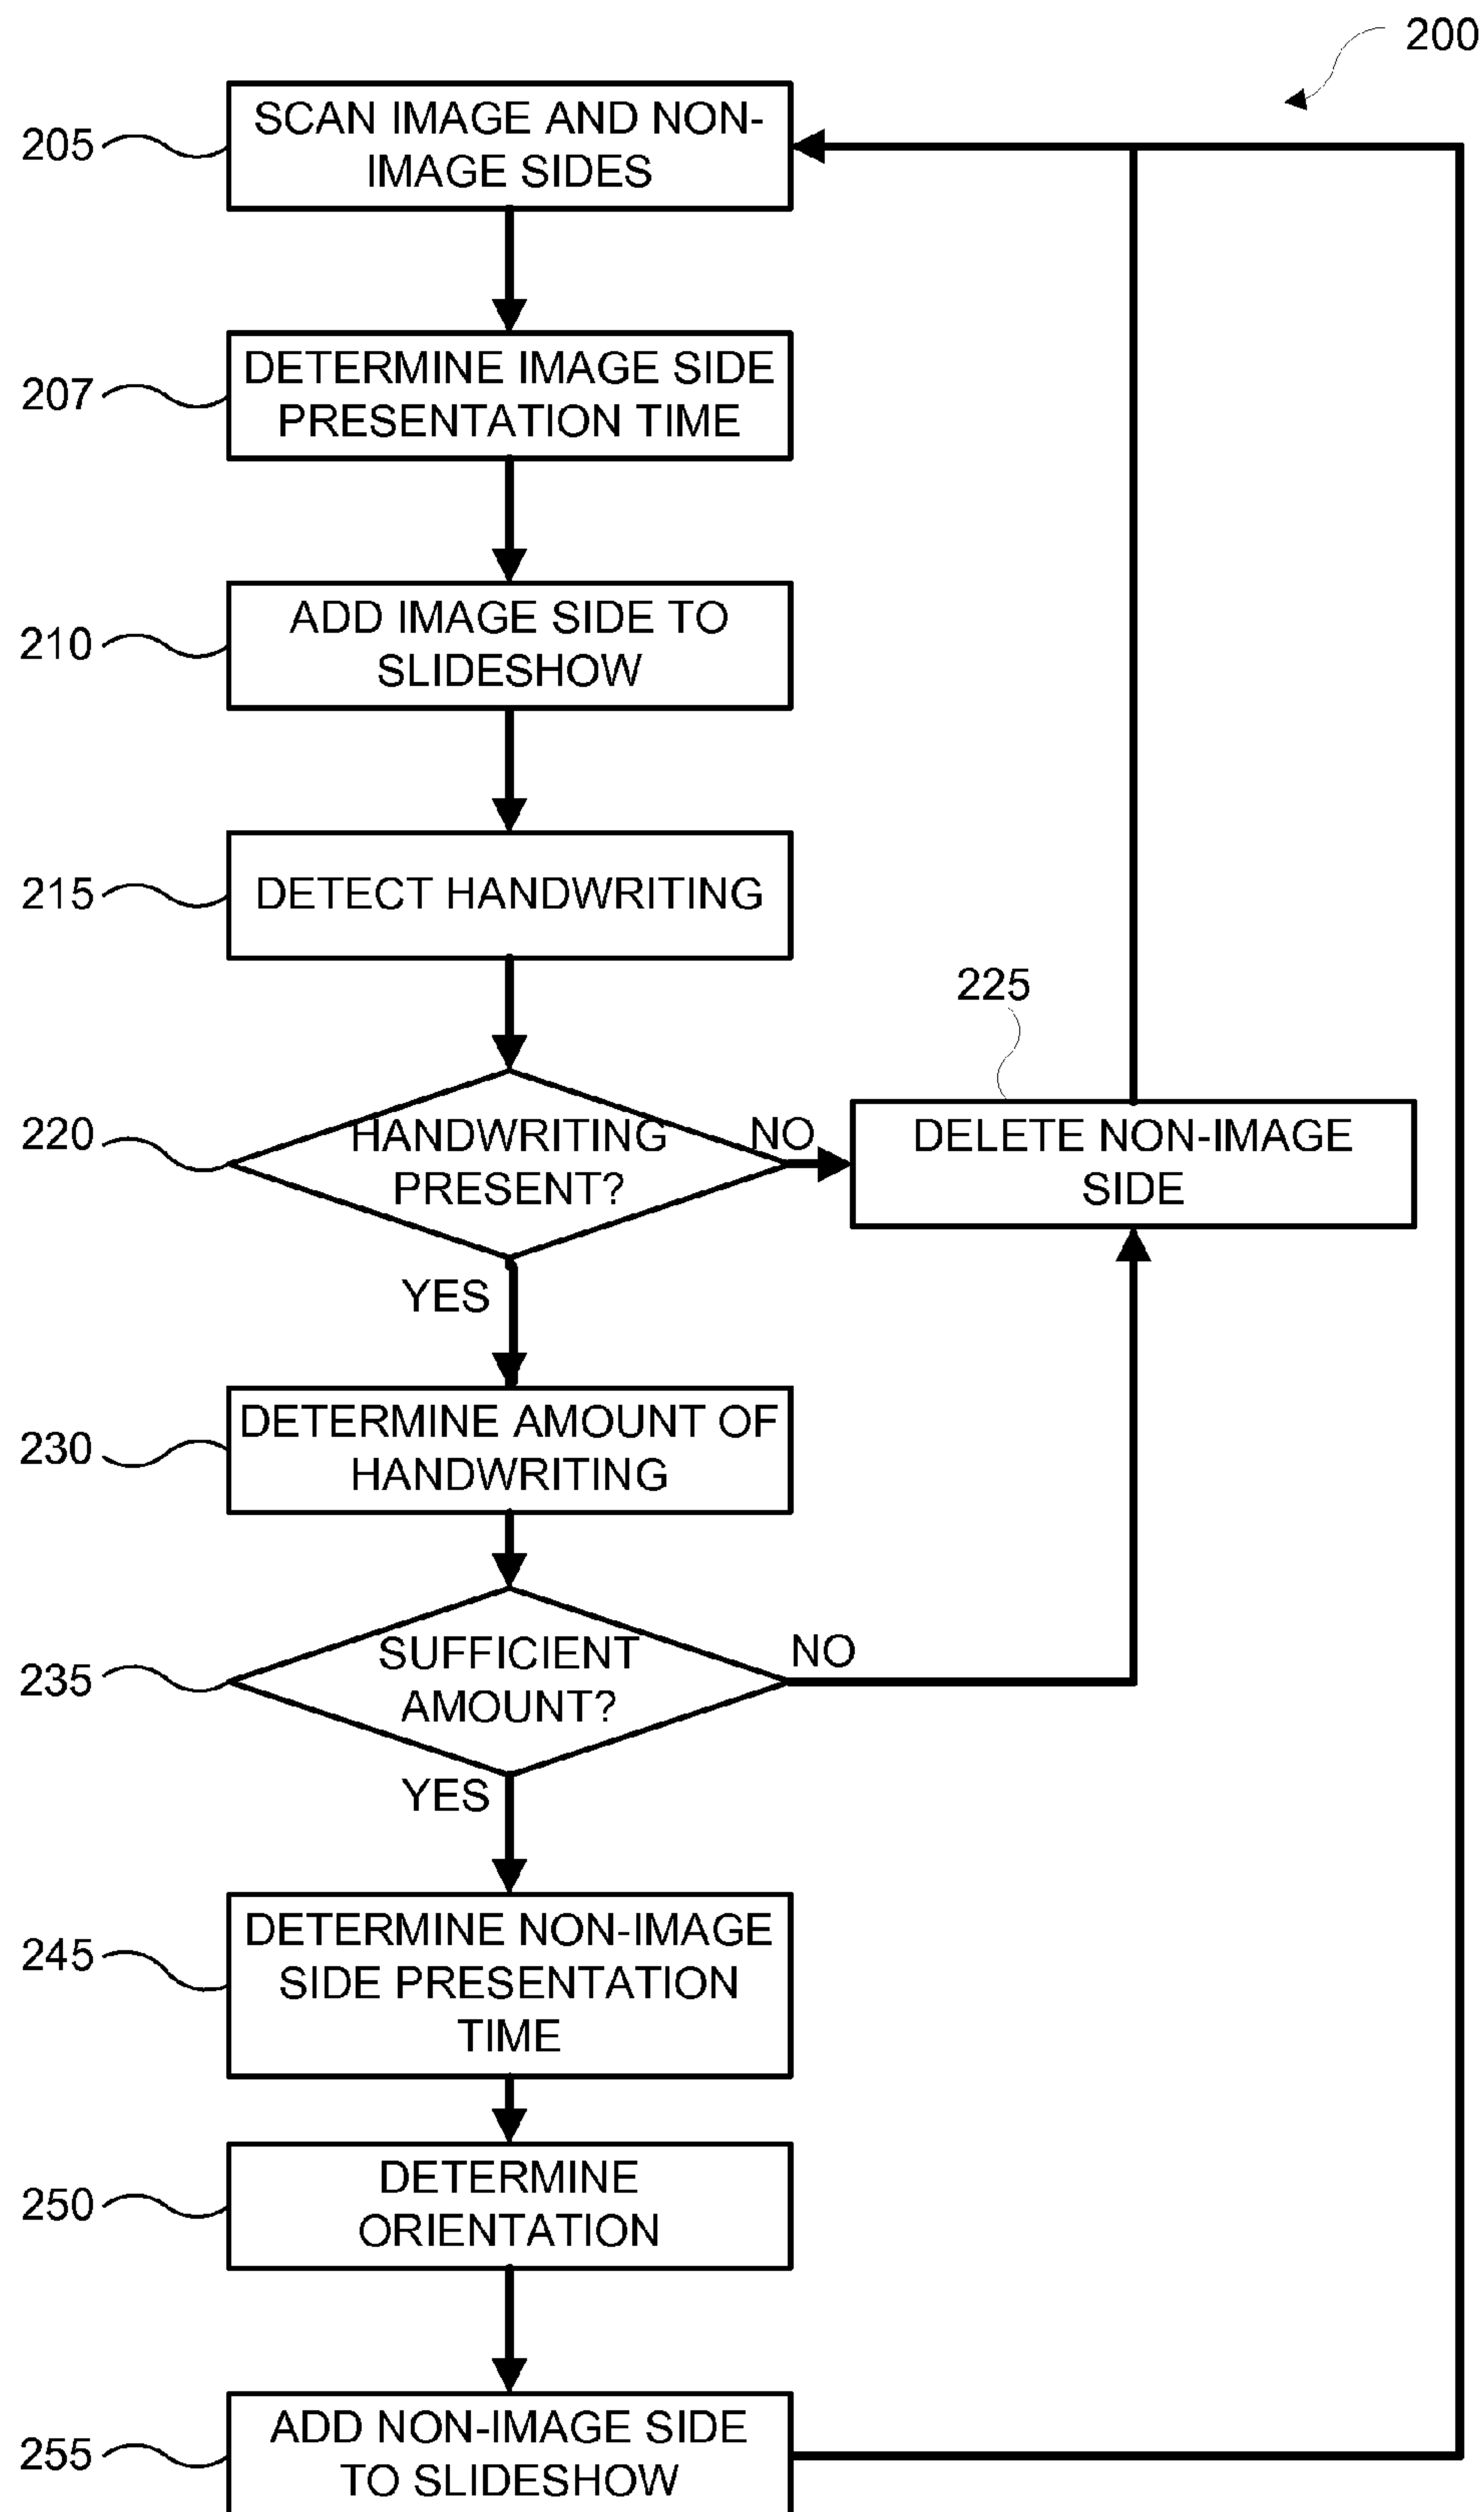 200
205
SCAN IMAGE AND NON-
IMAGE SIDES
207
DETERMINE IMAGE SIDE
PRESENTATION TIME
210
ADD IMAGE SIDE TO
SLIDESHOW
215
DETECT HANDWRITING
225
220
HANDWRITING
PRESENT?
NO
DELETE NON-IMAGE
SIDE
YES
230
DETERMINE AMOUNT OF
HANDWRITING
235
SUFFICIENT
AMOUNT?
NO
YES
245
DETERMINE NON-IMAGE
SIDE PRESENTATION
TIME
250
DETERMINE
ORIENTATION
255
ADD NON-IMAGE SIDE
TO SLIDESHOW